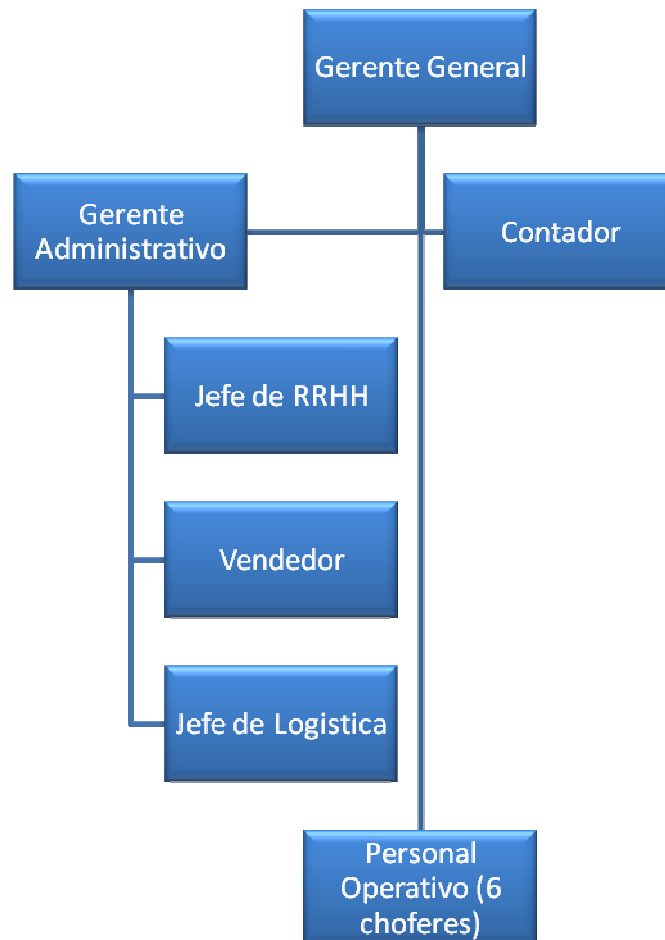 Gerente General
Gerente
Administrativo
Contador
Jefe de RRHH
Vendedor
Jefe de Logistica
Personal
Operativo (6
choferes)